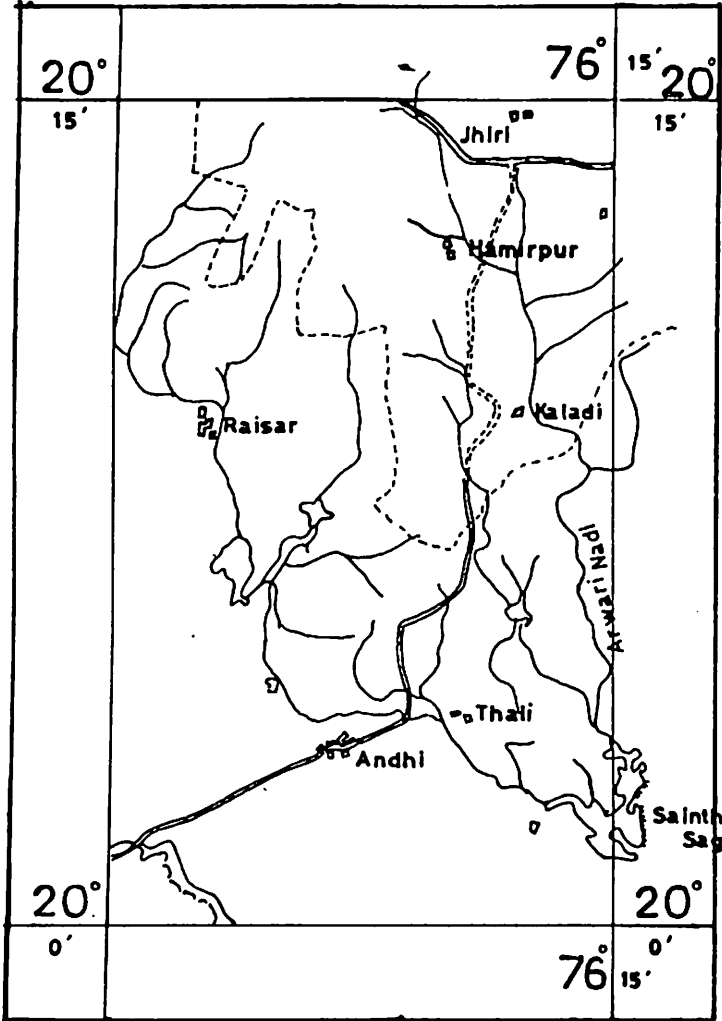 20° 76° 15' 20°
15' 15'
Jhiri
Hamirpur
Kaladi
Raisar
Arwari Nadi
Thali
Andhi
Sainth
Sag
20° 20°
0' 0'
76° 15'